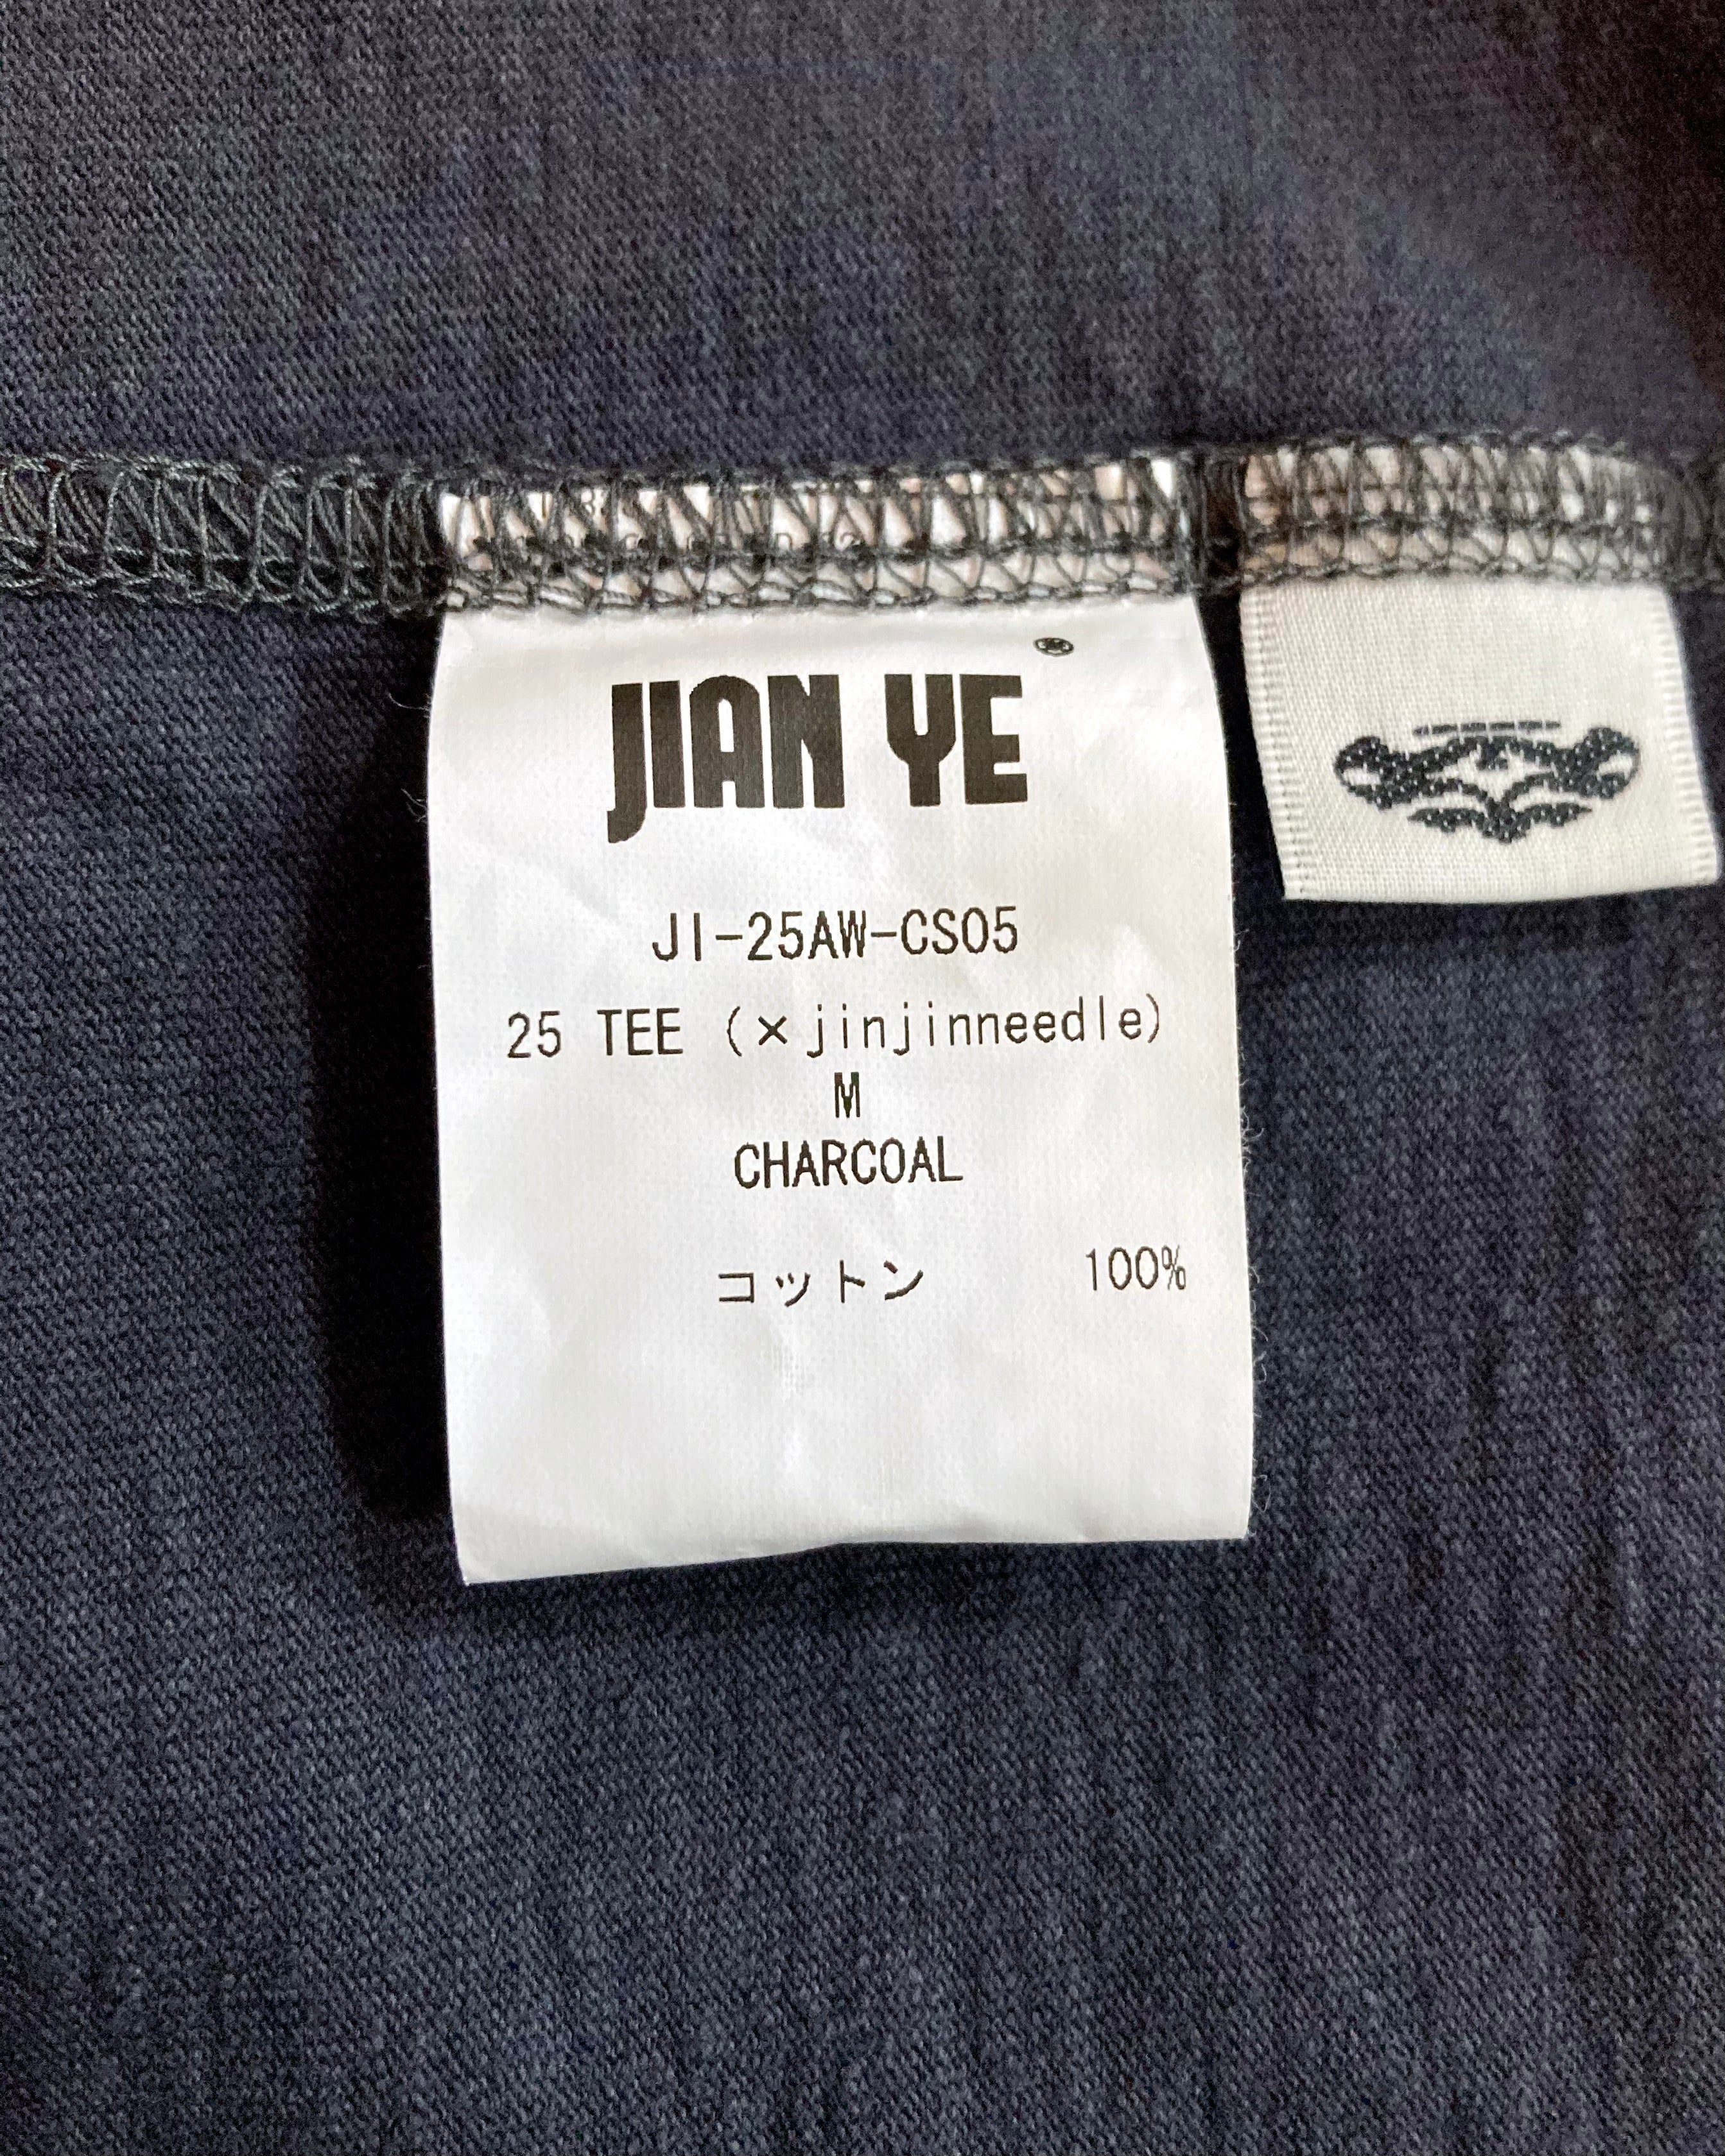 JIAN YE
JI-25AW-CS05
25 TEE (×jinjinneedle)
M
CHARCOAL
コットン 100%